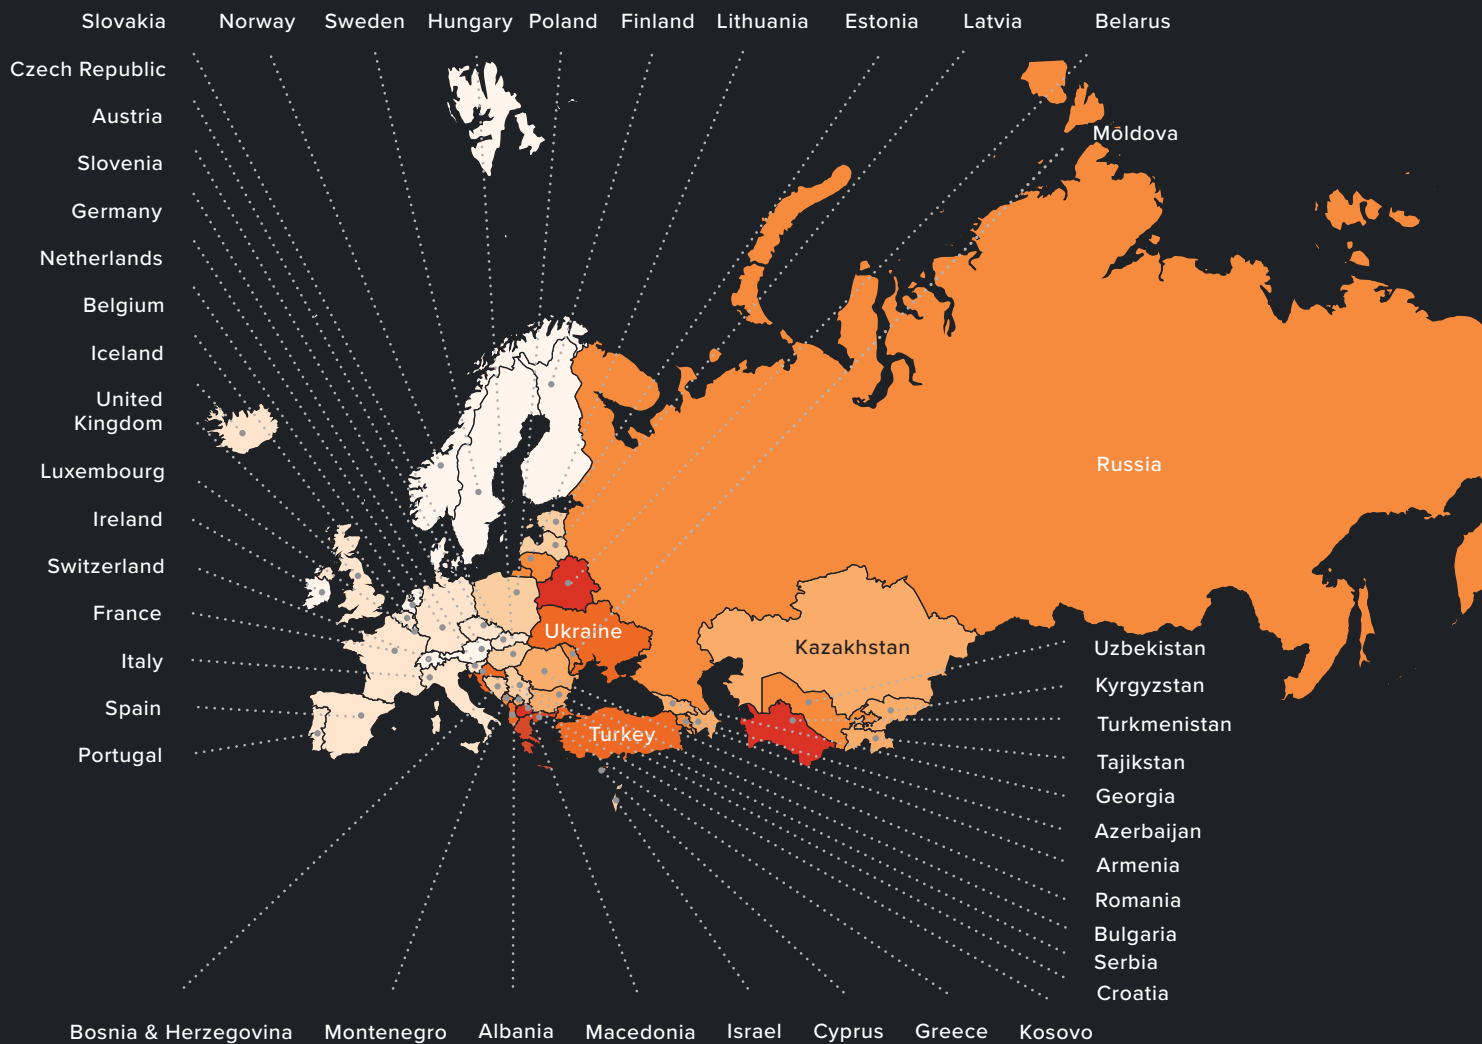 Slovakia
Norway
Sweden
Hungary
Poland
Finland
Lithuania
Estonia
Latvia
Belarus
Czech Republic
Austria
Moldova
Slovenia
Germany
Netherlands
Belgium
Iceland
United
Kingdom
Luxembourg
Russia
Ireland
Switzerland
France
Ukraine
Kazakhstan
Uzbekistan
Italy
Kyrgyzstan
Spain
Turkmenistan
Turkey
Portugal
Tajikstan
Georgia
Azerbaijan
Armenia
Romania
Bulgaria
Serbia
Croatia
Bosnia & Herzegovina
Montenegro
Albania
Macedonia
Israel
Cyprus
Greece
Kosovo